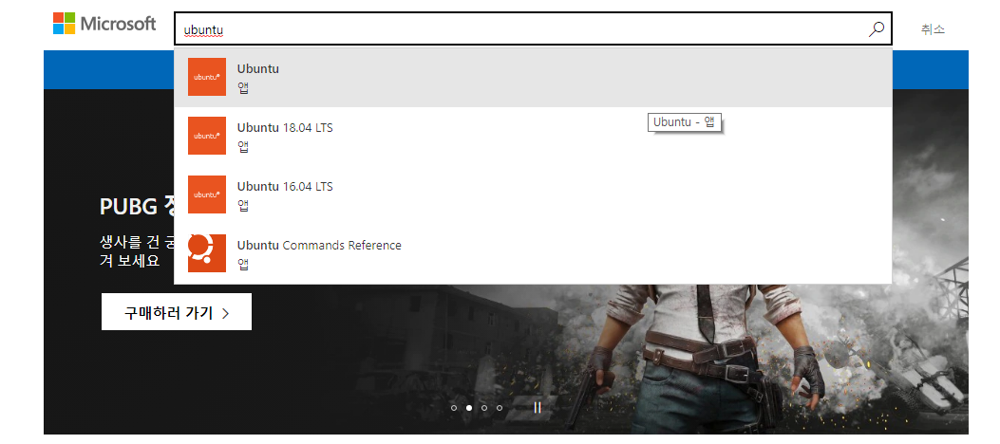 Microsoft
ubuntu
취소
ubuntu
Ubuntu
앱
Ubuntu - 앱
ubuntu
Ubuntu 18.04 LTS
앱
ubuntu
Ubuntu 16.04 LTS
앱
Ubuntu Commands Reference
앱
PUBG
생사를 건
겨 보세요
구매하러 가기